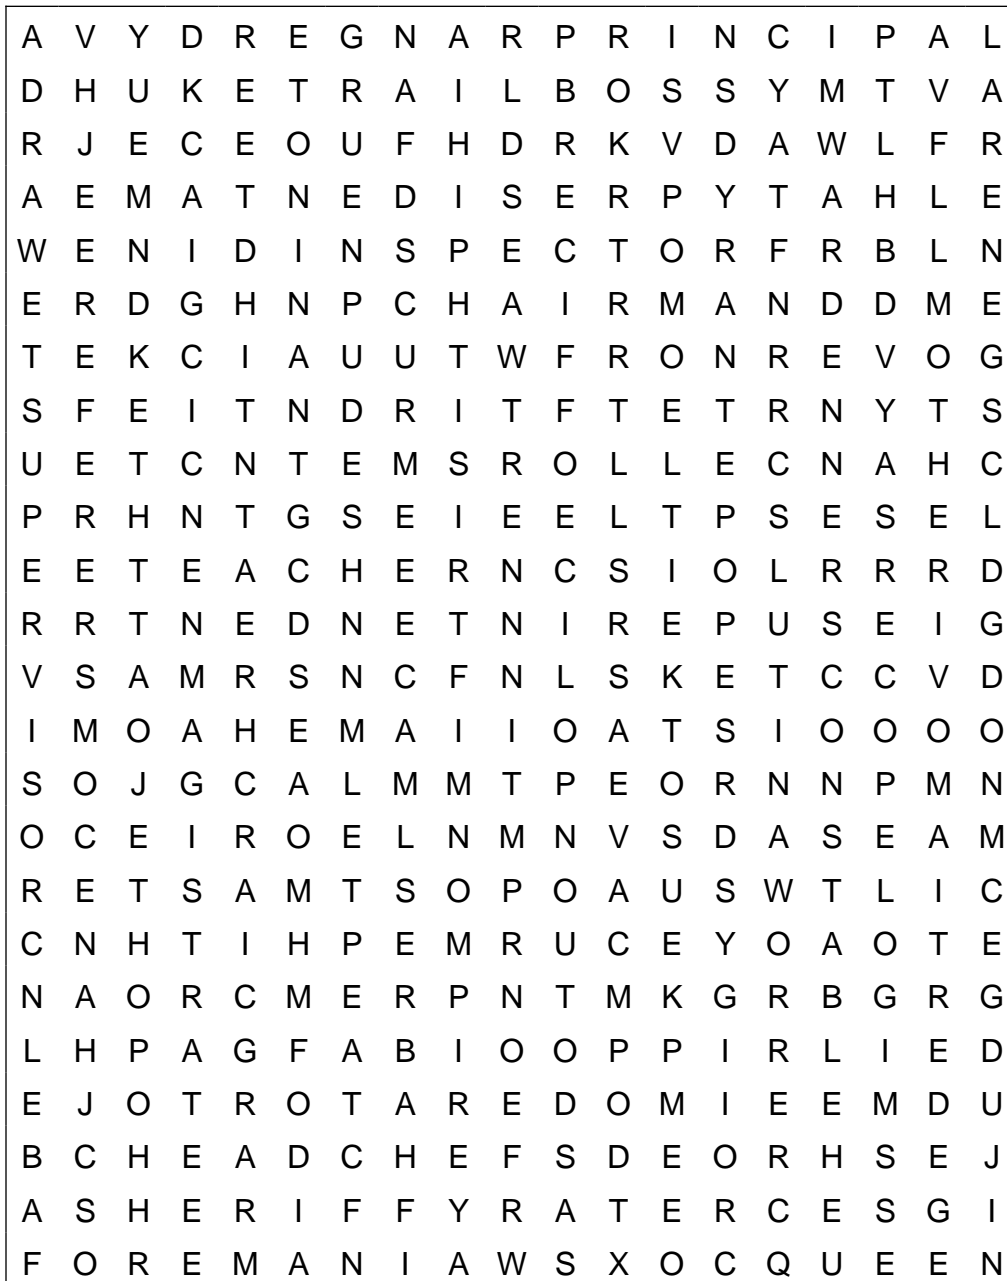 A V Y D R E G N A R P R I N C I P A L
D H U K E T R A I L B O S S Y M T V A
R J E C E O U F H D R K V D A W L F R
A E M A T N E D I S E R P Y T A H L E
W E N I D I N S P E C T O R F R B L N
E R D G H N P C H A I R M A N D D M E
T E K C I A U U T W F R O N R E V O G
S F E I T N D R I T F T E T R N Y T S
U E T C N T E M S R O L L E C N A H C
P R H N T G S E I E E L T P S E S E L
E E T E A C H E R N C S I O L R R R D
R R T N E D N E T N I R E P U S E I G
V S A M R S N C F N L S K E T C C V D
I M O A H E M A I I O A T S I O O O O
S O J G C A L M M T P E O R N N P M N
O C E I R O E L N M N V S D A S E A M
R E T S A M T S O P O A U S W T L I C
C N H T I H P E M R U C E Y O A O T E
N A O R C M E R P N T M K G R B G R G
L H P A G F A B I O O P P I R L I E D
E J O T R O T A R E D O M I E E M D U
B C H E A D C H E F S D E O R H S E J
A S H E R I F F Y R A T E R C E S G I
F O R E M A N I A W S X O C Q U E E N